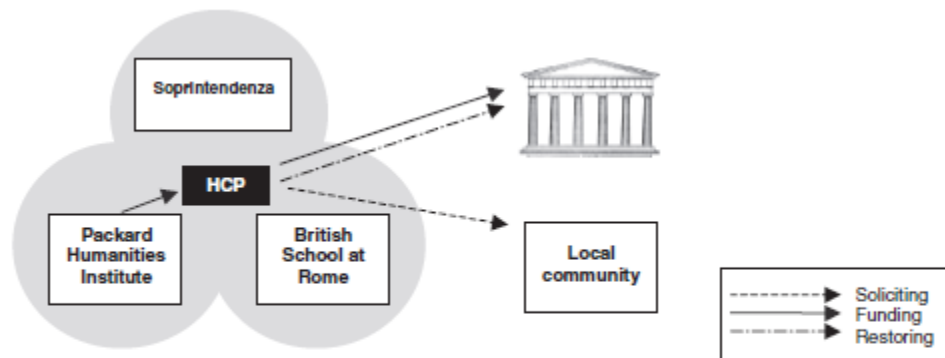 Soprintendenza
HCP
Packard
Humanities
Institute
British
School at
Rome
Local
community
Soliciting
Funding
Restoring